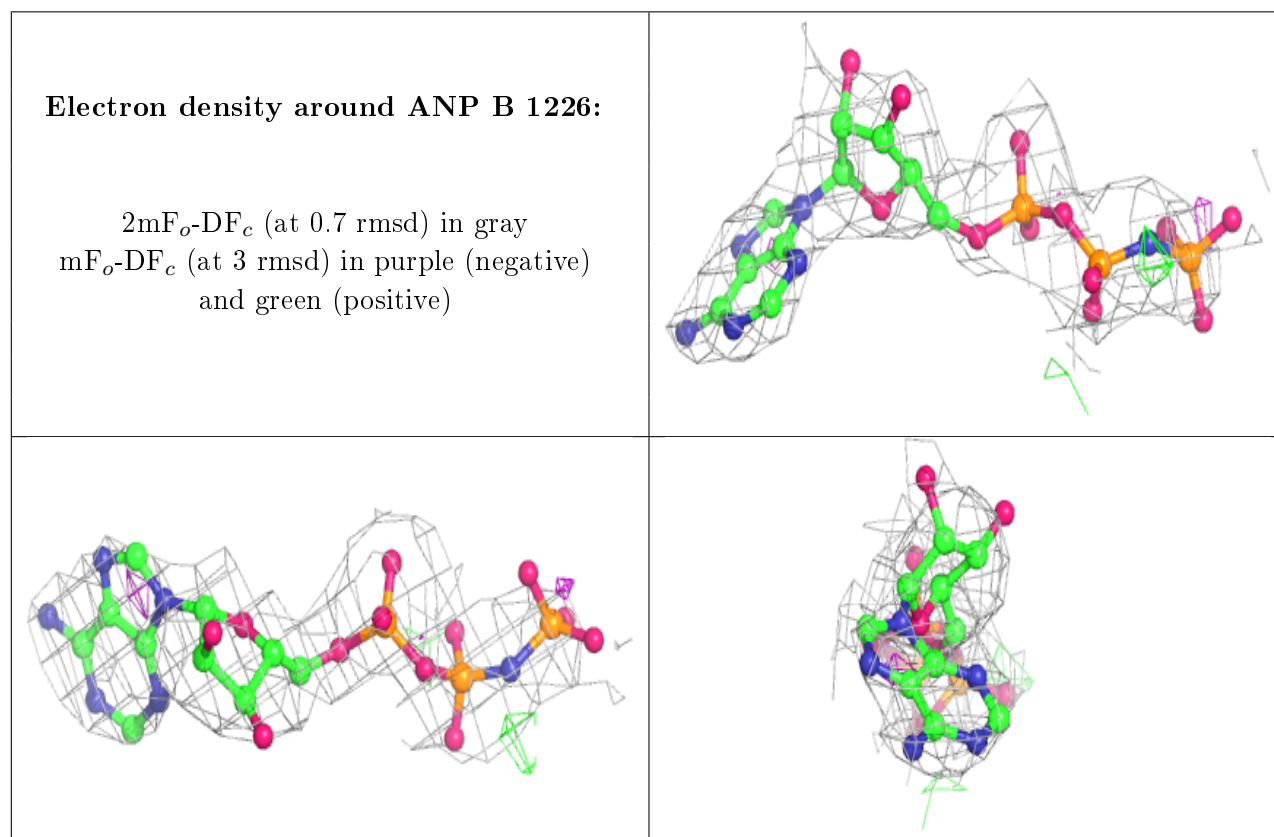 Electron density around ANP B 1226:
2mFₒ-DF𝒸 (at 0.7 rmsd) in gray
mFₒ-DF𝒸 (at 3 rmsd) in purple (negative)
and green (positive)